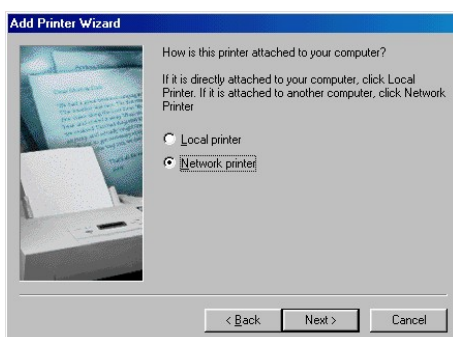 Add Printer Wizard
How is this printer attached to your computer?
If it is directly attached to your computer, click Local
Printer. If it is attached to another computer, click Network
Printer
Local printer
Network printer
< Back
Next >
Cancel